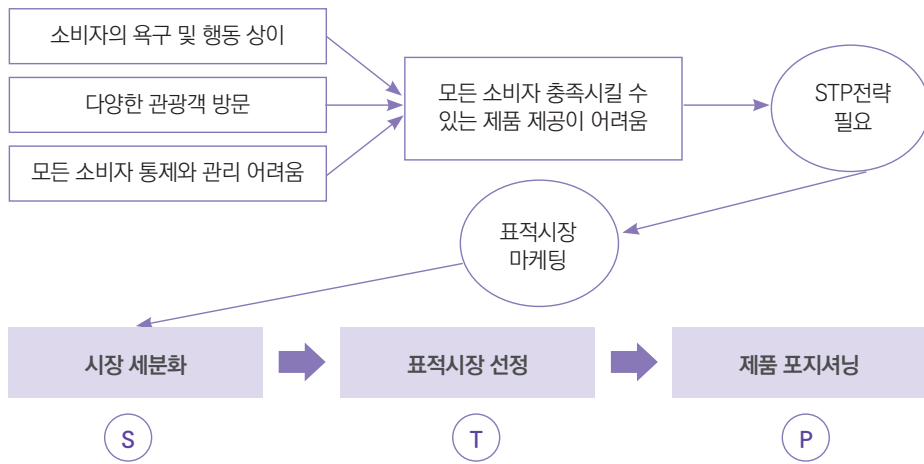 소비자의 욕구 및 행동 상이
다양한 관광객 방문
모든 소비자 통제와 관리 어려움
모든 소비자 충족시킬 수
있는 제품 제공이 어려움
STP전략
필요
표적시장
마케팅
시장 세분화
표적시장 선정
제품 포지셔닝
S
T
P